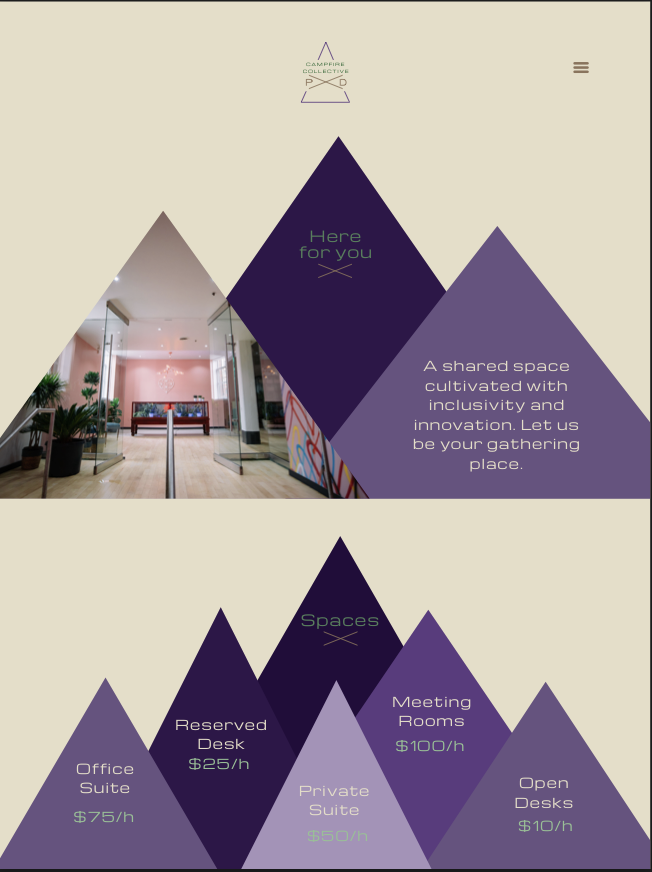 CAMPFIRE
COLLECTIVE
P D
Here
for you
A shared space
cultivated with
inclusivity and
innovation. Let us
be your gathering
place.
Spaces
Office
Suite
$75/h
Reserved
Desk
$25/h
Private
Suite
$50/h
Meeting
Rooms
$100/h
Open
Desks
$10/h